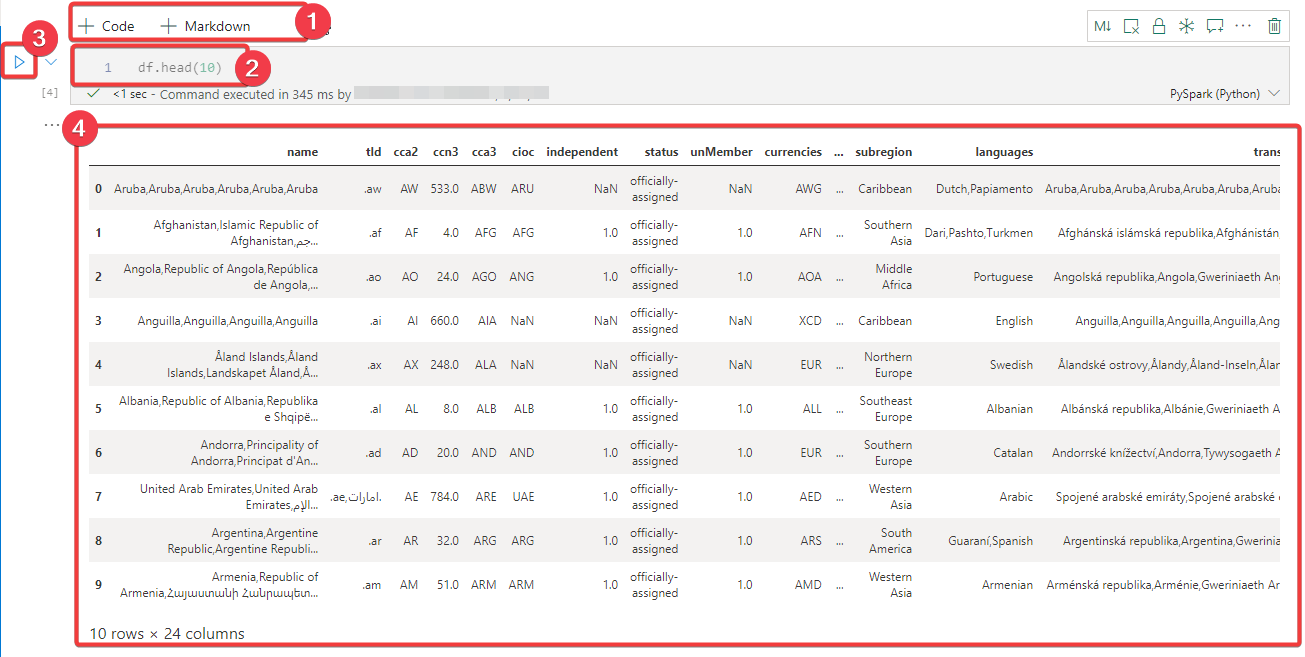 + Code + Markdown 1
M↓
3
1 df.head(10) 2
[4] <1 sec - Command executed in 345 ms by
PySpark (Python)
... 4
name tld cca2 ccn3 cca3 cioc independent status unMember currencies ... subregion languages trans
0 Aruba,Aruba,Aruba,Aruba,Aruba,Aruba .aw AW 533.0 ABW ARU NaN officially-assigned NaN AWG ... Caribbean Dutch,Papiamento Aruba,Aruba,Aruba,Aruba,Aruba,Aruba,Aruba
1 Afghanistan,Islamic Republic of Afghanistan,جم... .af AF 4.0 AFG AFG 1.0 officially-assigned 1.0 AFN ... Southern Asia Dari,Pashto,Turkmen Afghánská islámská republika,Afghánistán
2 Angola,Republic of Angola,República de Angola,... .ao AO 24.0 AGO ANG 1.0 officially-assigned 1.0 AOA ... Middle Africa Portuguese Angolská republika,Angola,Gweriniaeth Ang
3 Anguilla,Anguilla,Anguilla,Anguilla .ai AI 660.0 AIA NaN NaN officially-assigned NaN XCD ... Caribbean English Anguilla,Anguilla,Anguilla,Anguilla,Ang
4 Åland Islands,Åland Islands,Landskapet Åland,Å... .ax AX 248.0 ALA NaN NaN officially-assigned NaN EUR ... Northern Europe Swedish Ålandské ostrovy,Ålandy,Åland-Inseln,Ålan
5 Albania,Republic of Albania,Republika e Shqipë... .al AL 8.0 ALB ALB 1.0 officially-assigned 1.0 ALL ... Southeast Europe Albanian Albánská republika,Albánie,Gweriniaeth A
6 Andorra,Principality of Andorra,Principat d'An... .ad AD 20.0 AND AND 1.0 officially-assigned 1.0 EUR ... Southern Europe Catalan Andorrské knížectví,Andorra,Tywysogaeth A
7 United Arab Emirates,United Arab Emirates,الإم... .ae,امارات. AE 784.0 ARE UAE 1.0 officially-assigned 1.0 AED ... Western Asia Arabic Spojené arabské emiráty,Spojené arabské
8 Argentina,Argentine Republic,Argentine Republi... .ar AR 32.0 ARG ARG 1.0 officially-assigned 1.0 ARS ... South America Guaraní,Spanish Argentinská republika,Argentina,Gwerinia
9 Armenia,Republic of Armenia,Հայաստանի Հանրապետ... .am AM 51.0 ARM ARM 1.0 officially-assigned 1.0 AMD ... Western Asia Armenian Arménská republika,Arménie,Gweriniaeth Ar
10 rows × 24 columns